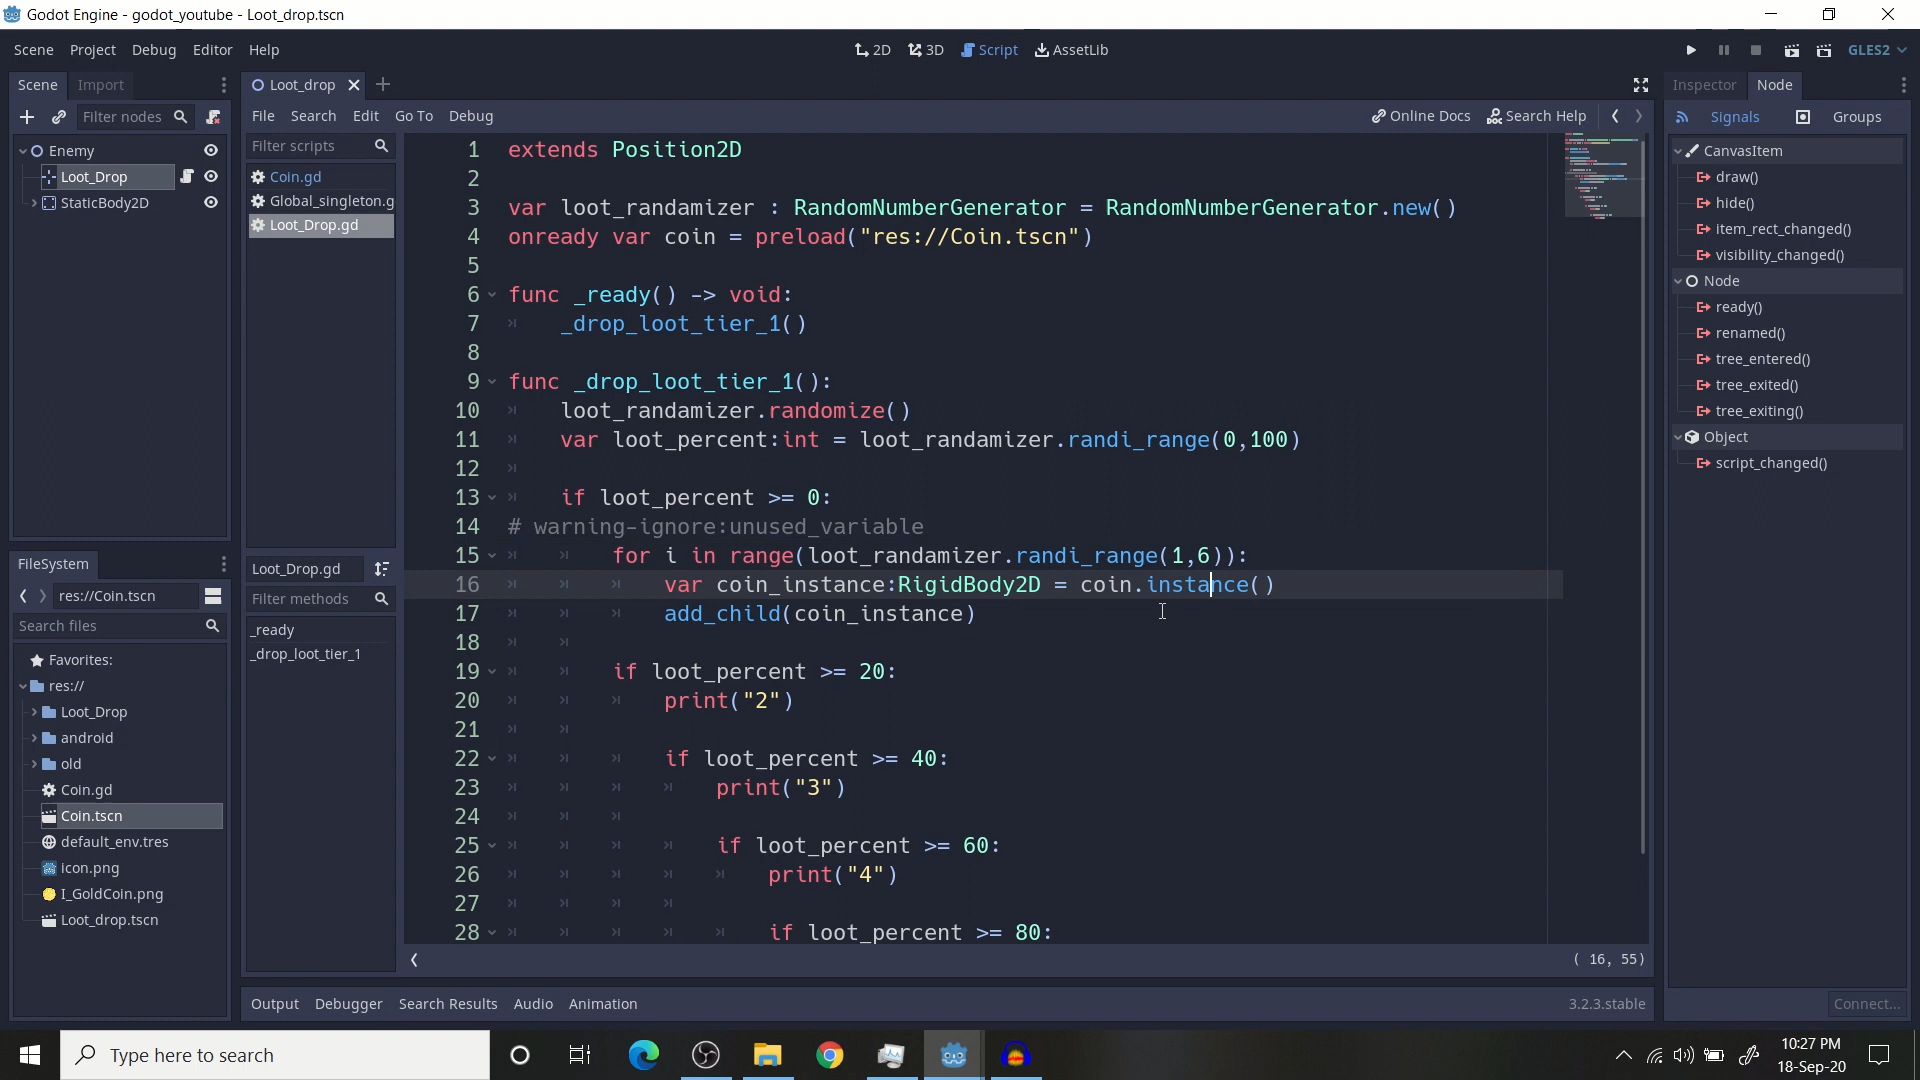 Godot Engine - godot_youtube - Loot_drop.tscn
Scene Project Debug Editor Help
2D 3D Script AssetLib
GLES2
Scene Import
Filter nodes
Enemy
Loot_Drop
StaticBody2D
FileSystem
res://Coin.tscn
Search files
Favorites:
res://
Loot_Drop
android
old
Coin.gd
Coin.tscn
default_env.tres
icon.png
I_GoldCoin.png
Loot_drop.tscn
Loot_drop
File Search Edit Go To Debug
Online Docs Search Help
Filter scripts
Coin.gd
Global_singleton.g
Loot_Drop.gd
Loot_Drop.gd
Filter methods
_ready
_drop_loot_tier_1
1 extends Position2D
2
3 var loot_randamizer : RandomNumberGenerator = RandomNumberGenerator.new()
4 onready var coin = preload("res://Coin.tscn")
5
6 func _ready() -> void:
7 _drop_loot_tier_1()
8
9 func _drop_loot_tier_1():
10 loot_randamizer.randomize()
11 var loot_percent:int = loot_randamizer.randi_range(0,100)
12
13 if loot_percent >= 0:
14 # warning-ignore:unused_variable
15 for i in range(loot_randamizer.randi_range(1,6)):
16 var coin_instance:RigidBody2D = coin.instance()
17 add_child(coin_instance)
18
19 if loot_percent >= 20:
20 print("2")
21
22 if loot_percent >= 40:
23 print("3")
24
25 if loot_percent >= 60:
26 print("4")
27
28 if loot_percent >= 80:
( 16, 55)
Output Debugger Search Results Audio Animation
3.2.3.stable
Inspector Node
Signals Groups
CanvasItem
draw()
hide()
item_rect_changed()
visibility_changed()
Node
ready()
renamed()
tree_entered()
tree_exited()
tree_exiting()
Object
script_changed()
Connect...
Type here to search
10:27 PM
18-Sep-20